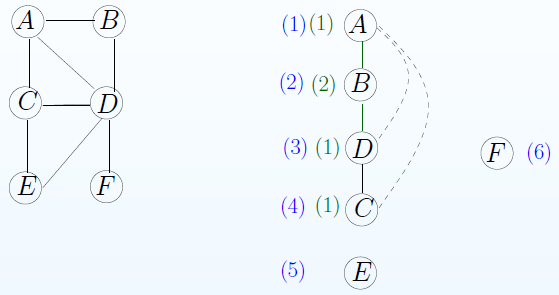 A B
C D
E F
(1) (1) A
(2) (2) B
(3) (1) D
F (6)
(4) (1) C
(5) E